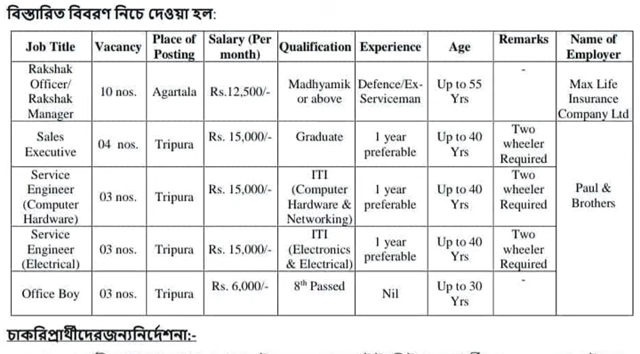 বিস্তারিত বিবরণ নিচে দেওয়া হল:
Job Title Vacancy Place of Posting Salary (Per month) Qualification Experience Age Remarks Name of Employer
Rakshak Officer/ Rakshak Manager 10 nos. Agartala Rs.12,500/- Madhyamik or above Defence/Ex-Serviceman Up to 55 Yrs - Max Life Insurance Company Ltd
Sales Executive 04 nos. Tripura Rs. 15,000/- Graduate 1 year preferable Up to 40 Yrs Two wheeler Required Paul & Brothers
Service Engineer (Computer Hardware) 03 nos. Tripura Rs. 15,000/- ITI (Computer Hardware & Networking) 1 year preferable Up to 40 Yrs Two wheeler Required
Service Engineer (Electrical) 03 nos. Tripura Rs. 15,000/- ITI (Electronics & Electrical) 1 year preferable Up to 40 Yrs Two wheeler Required
Office Boy 03 nos. Tripura Rs. 6,000/- 8th Passed Nil Up to 30 Yrs -
চাকরিপ্রার্থীদেরজন্যনির্দেশনা:-